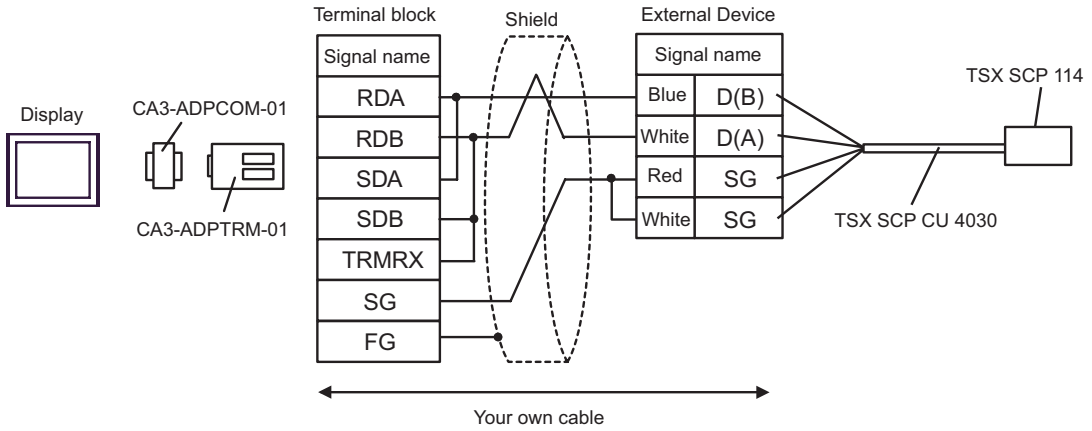 Terminal block
Shield
External Device
Signal name
Signal name
TSX SCP 114
Display
CA3-ADPCOM-01
RDA
Blue
D(B)
RDB
White
D(A)
SDA
Red
SG
SDB
White
SG
CA3-ADPTRM-01
TSX SCP CU 4030
TRMRX
SG
FG
Your own cable